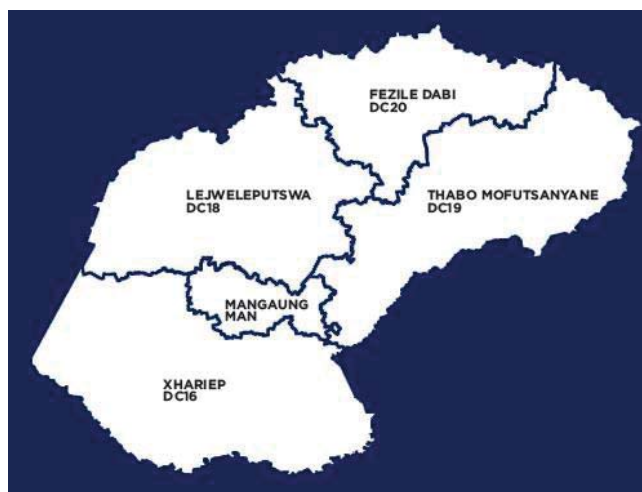 FEZILE DABI
DC20
LEJWELEPUTSWA
DC18
THABO MOFUTSANYANE
DC19
MANGAUNG
MAN
XHARIEP
DC16